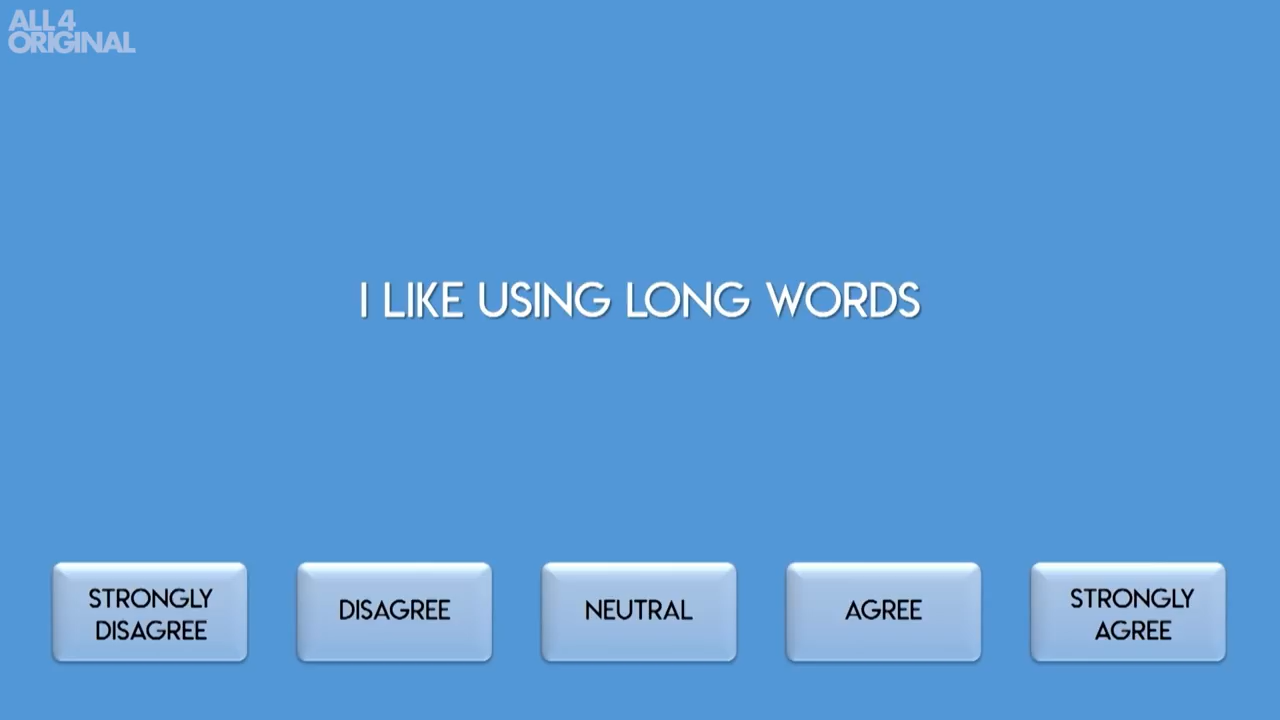 ALL 4
ORIGINAL
I LIKE USING LONG WORDS
STRONGLY
DISAGREE
DISAGREE
NEUTRAL
AGREE
STRONGLY
AGREE